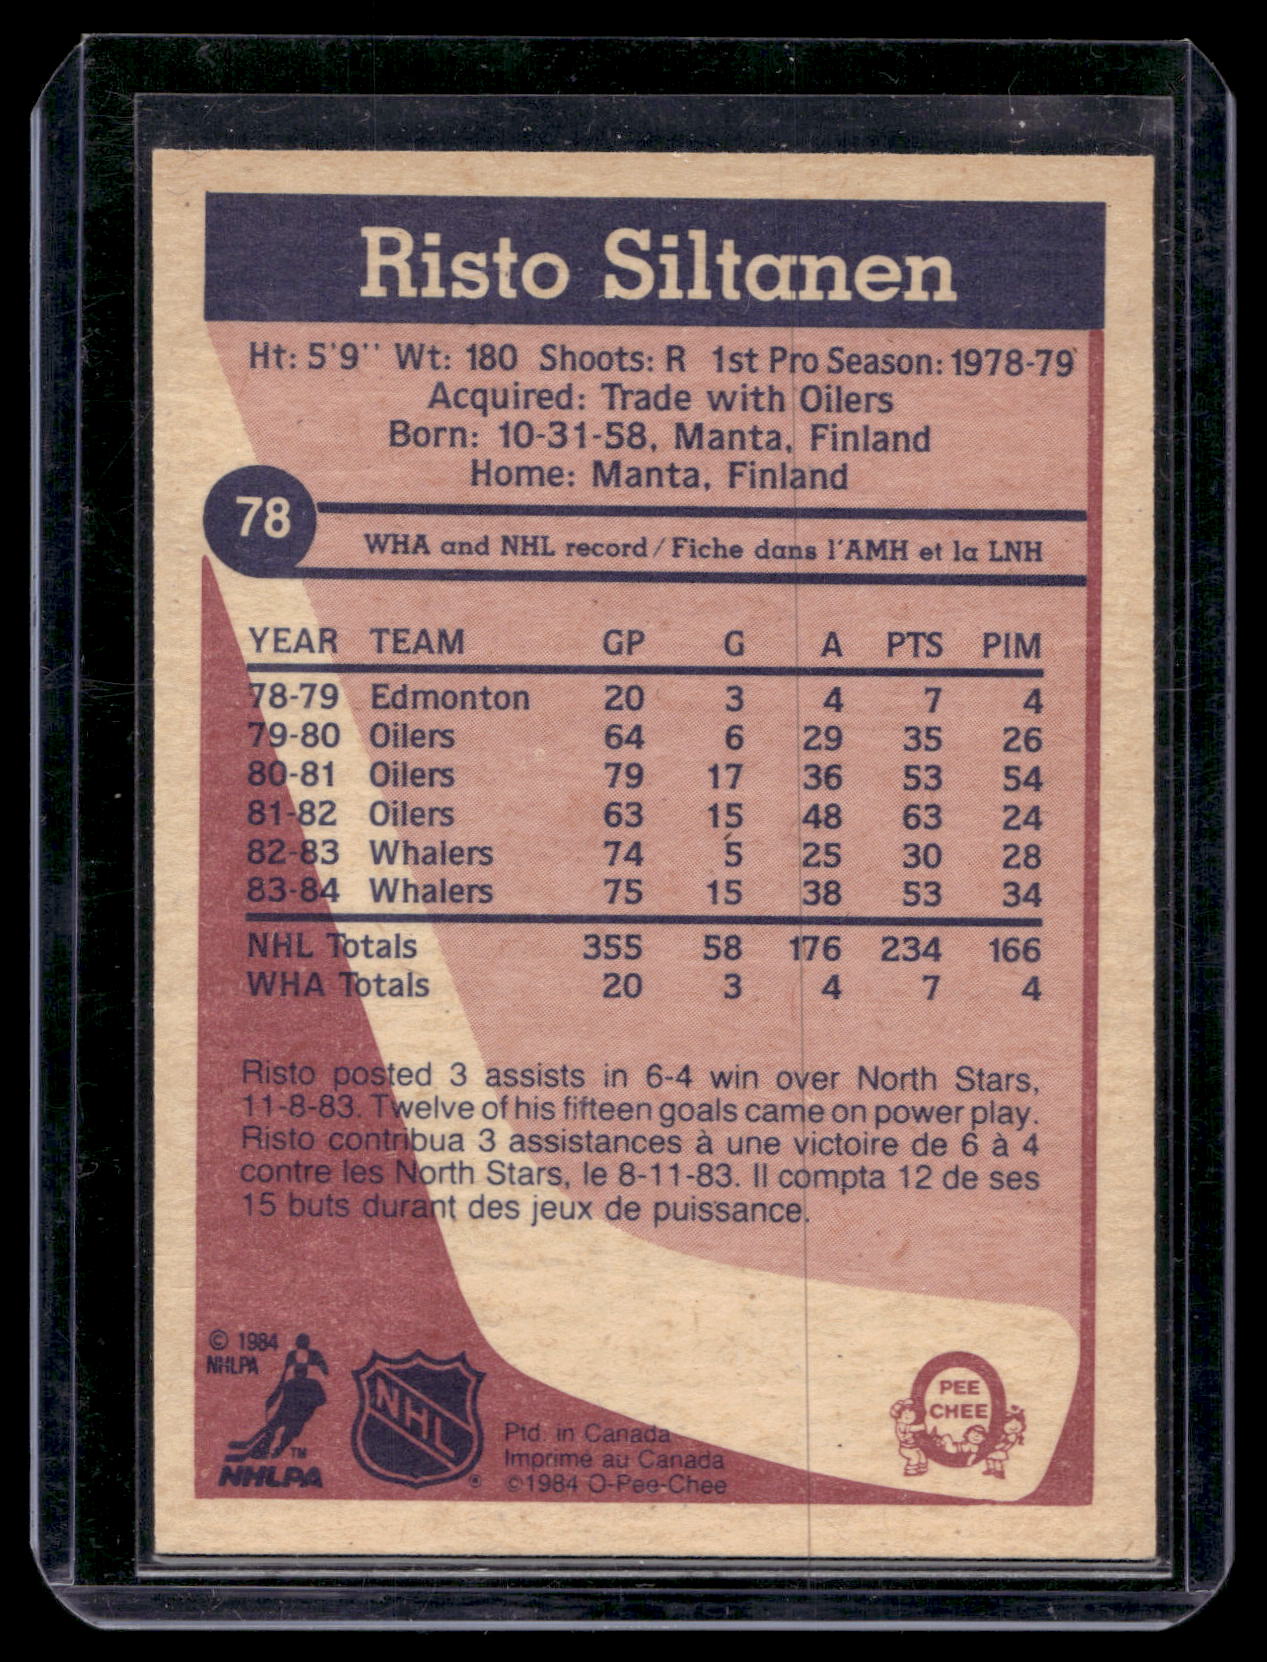 Risto Siltanen
Ht: 5'9'' Wt: 180 Shoots: R 1st Pro Season: 1978-79
Acquired: Trade with Oilers
Born: 10-31-58, Manta, Finland
Home: Manta, Finland
78
WHA and NHL record/Fiche dans l'AMH et la LNH
YEAR TEAM GP G A PTS PIM
78-79 Edmonton 20 3 4 7 4
79-80 Oilers 64 6 29 35 26
80-81 Oilers 79 17 36 53 54
81-82 Oilers 63 15 48 63 24
82-83 Whalers 74 5 25 30 28
83-84 Whalers 75 15 38 53 34
NHL Totals 355 58 176 234 166
WHA Totals 20 3 4 7 4
Risto posted 3 assists in 6-4 win over North Stars,
11-8-83. Twelve of his fifteen goals came on power play.
Risto contribua 3 assistances à une victoire de 6 à 4
contre les North Stars, le 8-11-83. Il compta 12 de ses
15 buts durant des jeux de puissance.
© 1984
NHLPA
TM
NHLPA
NHL
®
Ptd. in Canada
Imprimé au Canada
©1984 O-Pee-Chee
PEE
CHEE